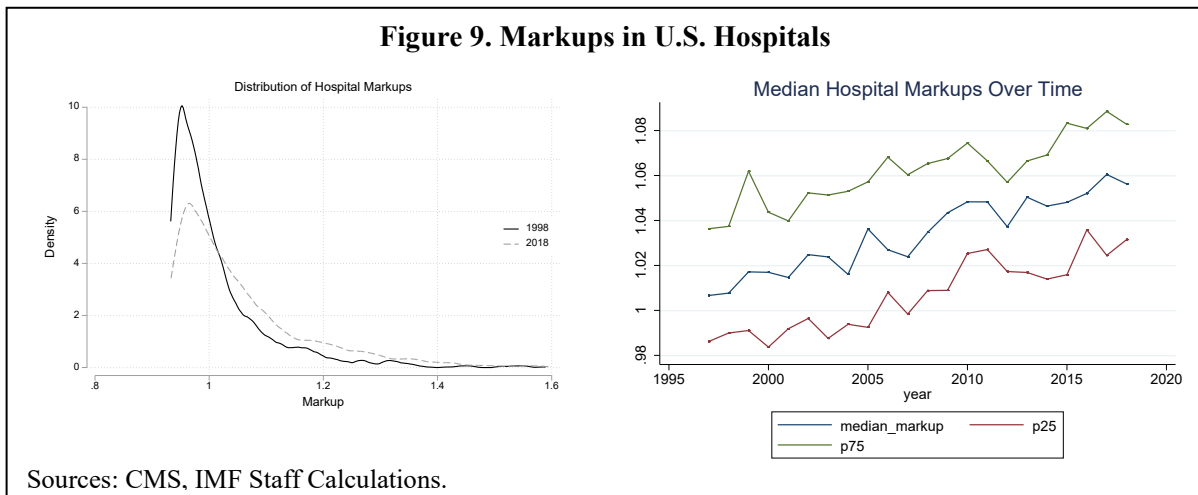 Figure 9. Markups in U.S. Hospitals
Distribution of Hospital Markups
10
8
6
4
2
0
Density
.8
1
1.2
1.4
1.6
Markup
1998
2018
Median Hospital Markups Over Time
1.08
1.06
1.04
1.02
1
.98
1995
2000
2005
2010
2015
2020
year
median_markup
p25
p75
Sources: CMS, IMF Staff Calculations.